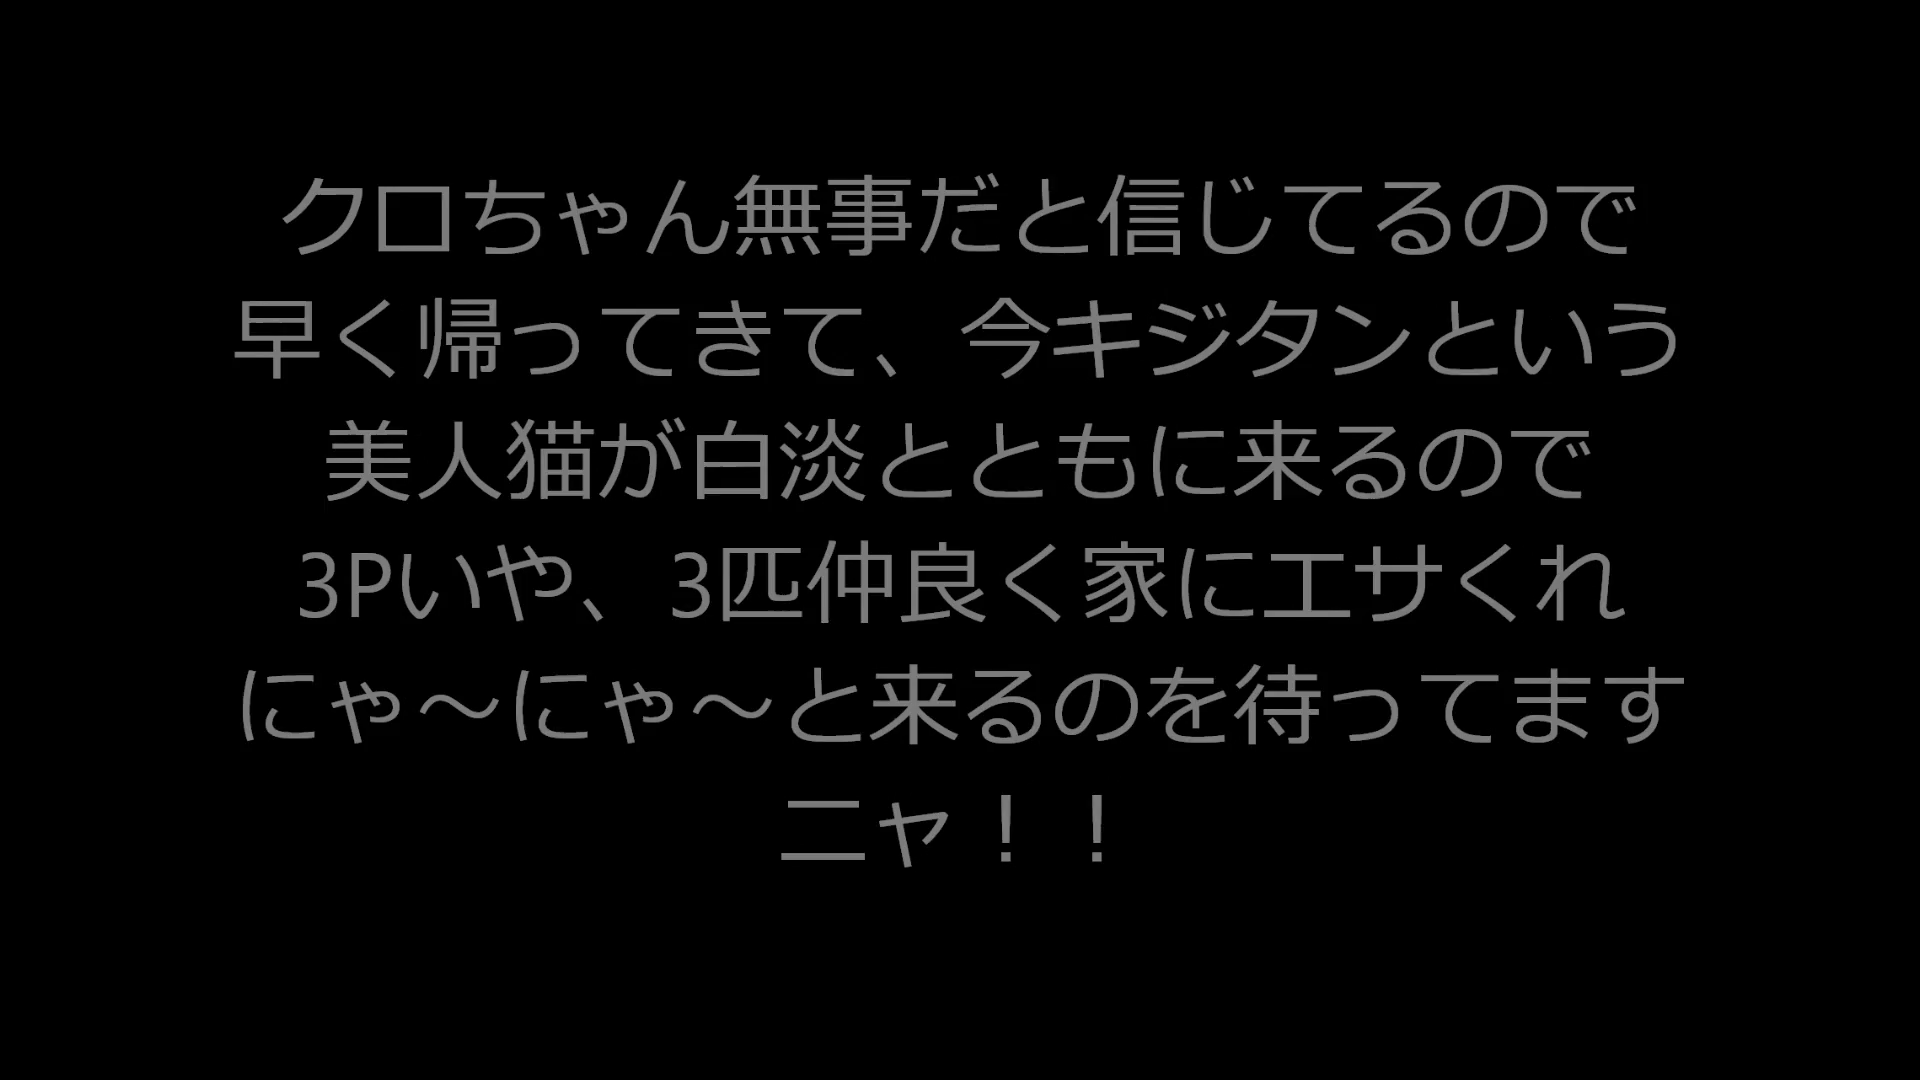 クロちゃん無事だと信じてるので
早く帰ってきて、今キジタンという
美人猫が白淡とともに来るので
3Pいや、3匹仲良く家にエサくれ
にゃ～にゃ～と来るのを待ってます
ニャ！！